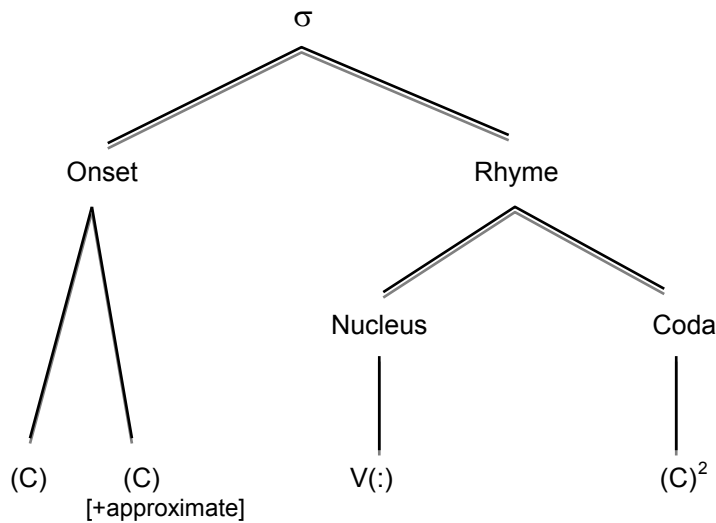 σ
Onset Rhyme
Nucleus Coda
(C) (C) V(:) (C)²
[+approximate]